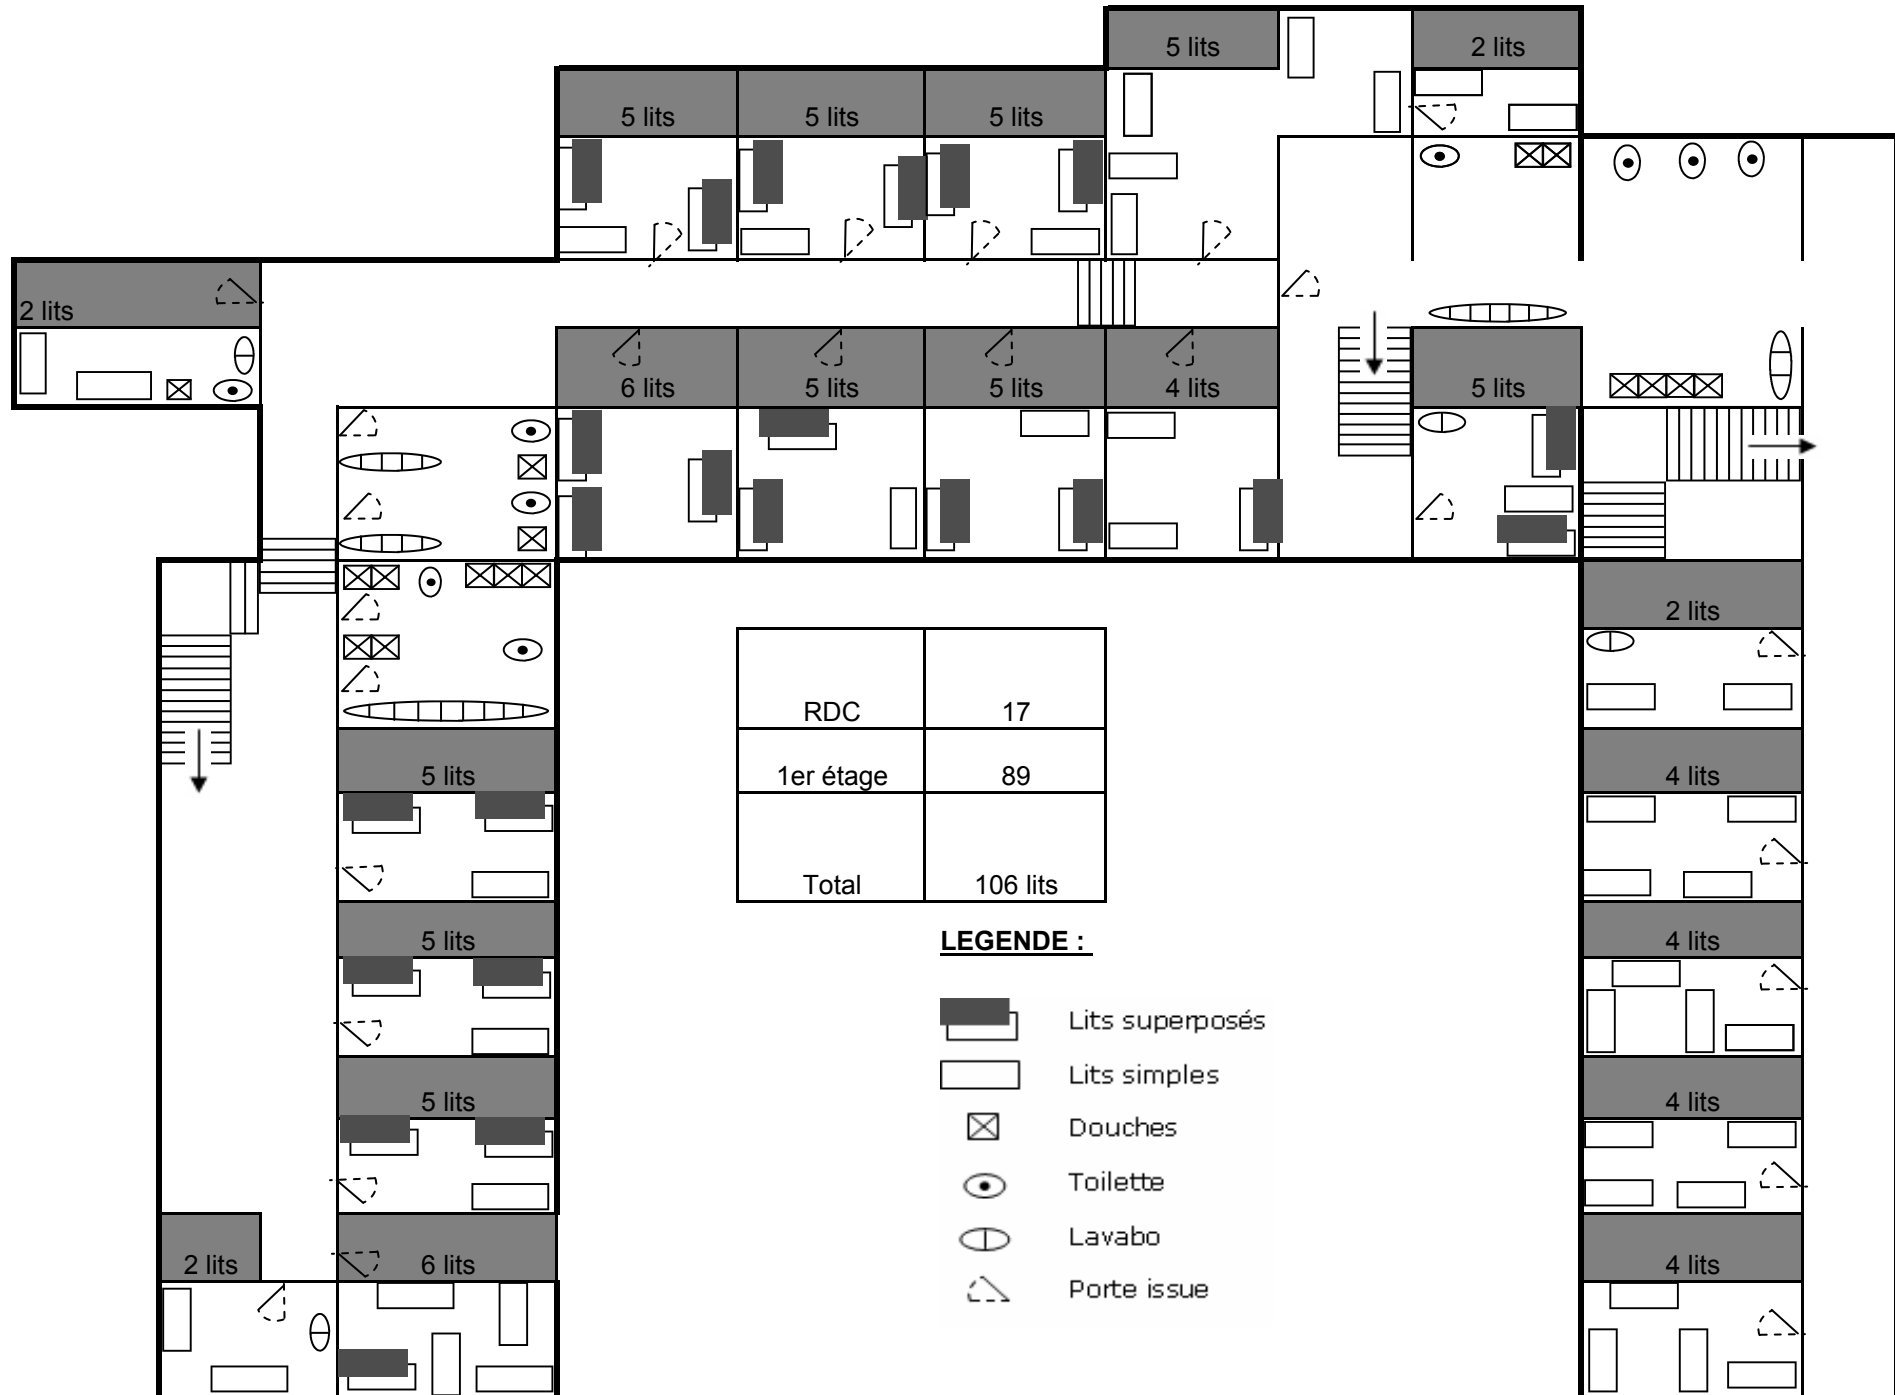 5 lits 2 lits
5 lits 5 lits 5 lits
2 lits
6 lits 5 lits 5 lits 4 lits 5 lits
2 lits
RDC 17
5 lits 1er étage 89 4 lits
Total 106 lits
5 lits LEGENDE : 4 lits
Lits superposés
Lits simples
5 lits 4 lits
Douches
Toilette
Lavabo
2 lits 6 lits 4 lits
Porte issue